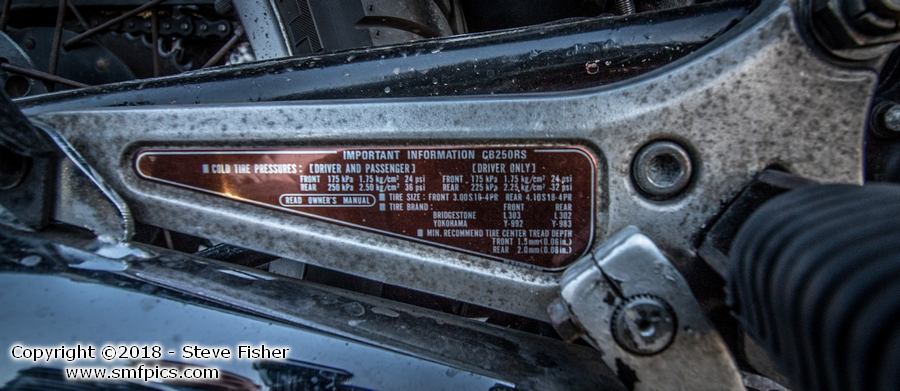 IMPORTANT INFORMATION CB250RS
■ COLD TIRE PRESSURES : [DRIVER AND PASSENGER] [DRIVER ONLY]
FRONT 175 kPa 1.75 kg/cm² 24 psi FRONT 175 kPa 1.75 kg/cm² 24 psi
REAR 250 kPa 2.50 kg/cm² 36 psi REAR 225 kPa 2.25 kg/cm² 32 psi
READ OWNER'S MANUAL ■ TIRE SIZE: FRONT 3.00S18-4PR REAR 4.10S18-4PR
■ TIRE BRAND: FRONT REAR
BRIDGESTONE L303 L302
YOKOHAMA Y-992 Y-983
■ MIN. RECOMMEND TIRE CENTER TREAD DEPTH
FRONT 1.5mm(0.06in)
REAR 2.0mm(0.08in)
Copyright ©2018 - Steve Fisher
www.smfpics.com